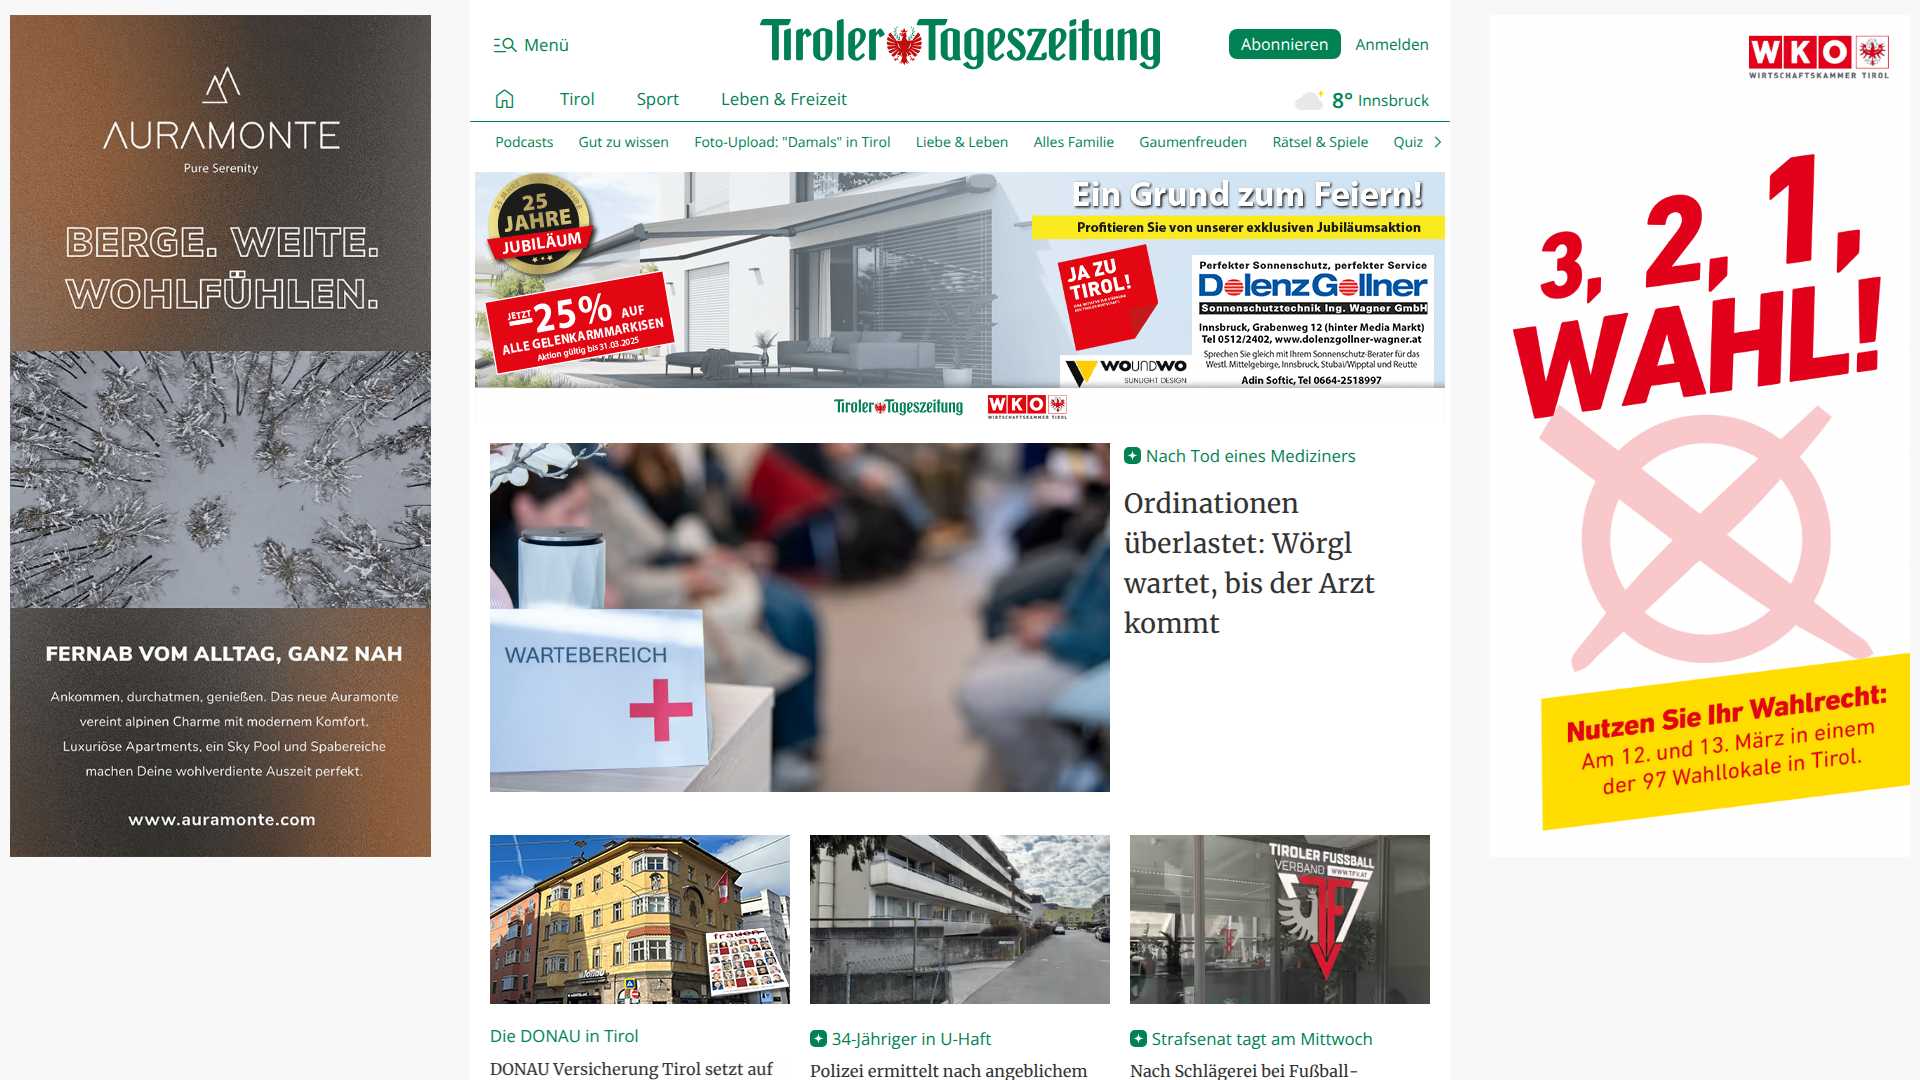 AURAMONTE
Pure Serenity
BERGE. WEITE.
WOHLFÜHLEN.
FERNAB VOM ALLTAG, GANZ NAH
Ankommen, durchatmen, genießen. Das neue Auramonte
vereint alpinen Charme mit modernem Komfort.
Luxuriöse Apartments, ein Sky Pool und Spabereiche
machen Deine wohlverdiente Auszeit perfekt.
www.auramonte.com
Menü
Tiroler Tageszeitung
Abonnieren
Anmelden
Tirol
Sport
Leben & Freizeit
8° Innsbruck
Podcasts
Gut zu wissen
Foto-Upload: "Damals" in Tirol
Liebe & Leben
Alles Familie
Gaumenfreuden
Rätsel & Spiele
Quiz
25
JAHRE
JUBILÄUM
JETZT
-25% AUF
ALLE GELENKARMMARKISEN
Aktion gültig bis 31.03.2025
Ein Grund zum Feiern!
Profitieren Sie von unserer exklusiven Jubiläumsaktion
JA ZU
TIROL!
WOUNDWO
SUNLIGHT DESIGN
Perfekter Sonnenschutz, perfekter Service
Dolenz Gollner
Sonnenschutztechnik Ing. Wagner GmbH
Innsbruck, Grabenweg 12 (hinter Media Markt)
Tel 0512/2402, www.dolenzgollner-wagner.at
Sprechen Sie gleich mit Ihrem Sonnenschutz-Berater für das
Westl. Mittelgebirge, Innsbruck, Stubai/Wipptal und Reutte
Adin Softic, Tel 0664-2518997
Tiroler Tageszeitung
WKO
WIRTSCHAFTSKAMMER TIROL
WARTEBEREICH
Nach Tod eines Mediziners
Ordinationen
überlastet: Wörgl
wartet, bis der Arzt
kommt
frauen
donau
Die DONAU in Tirol
DONAU Versicherung Tirol setzt auf
34-Jähriger in U-Haft
Polizei ermittelt nach angeblichem
TIROLER FUSSBALL
VERBAND WWW.TFV.AT
Strafsenat tagt am Mittwoch
Nach Schlägerei bei Fußball-
WKO
WIRTSCHAFTSKAMMER TIROL
3, 2, 1,
WAHL!
Nutzen Sie Ihr Wahlrecht:
Am 12. und 13. März in einem
der 97 Wahllokale in Tirol.